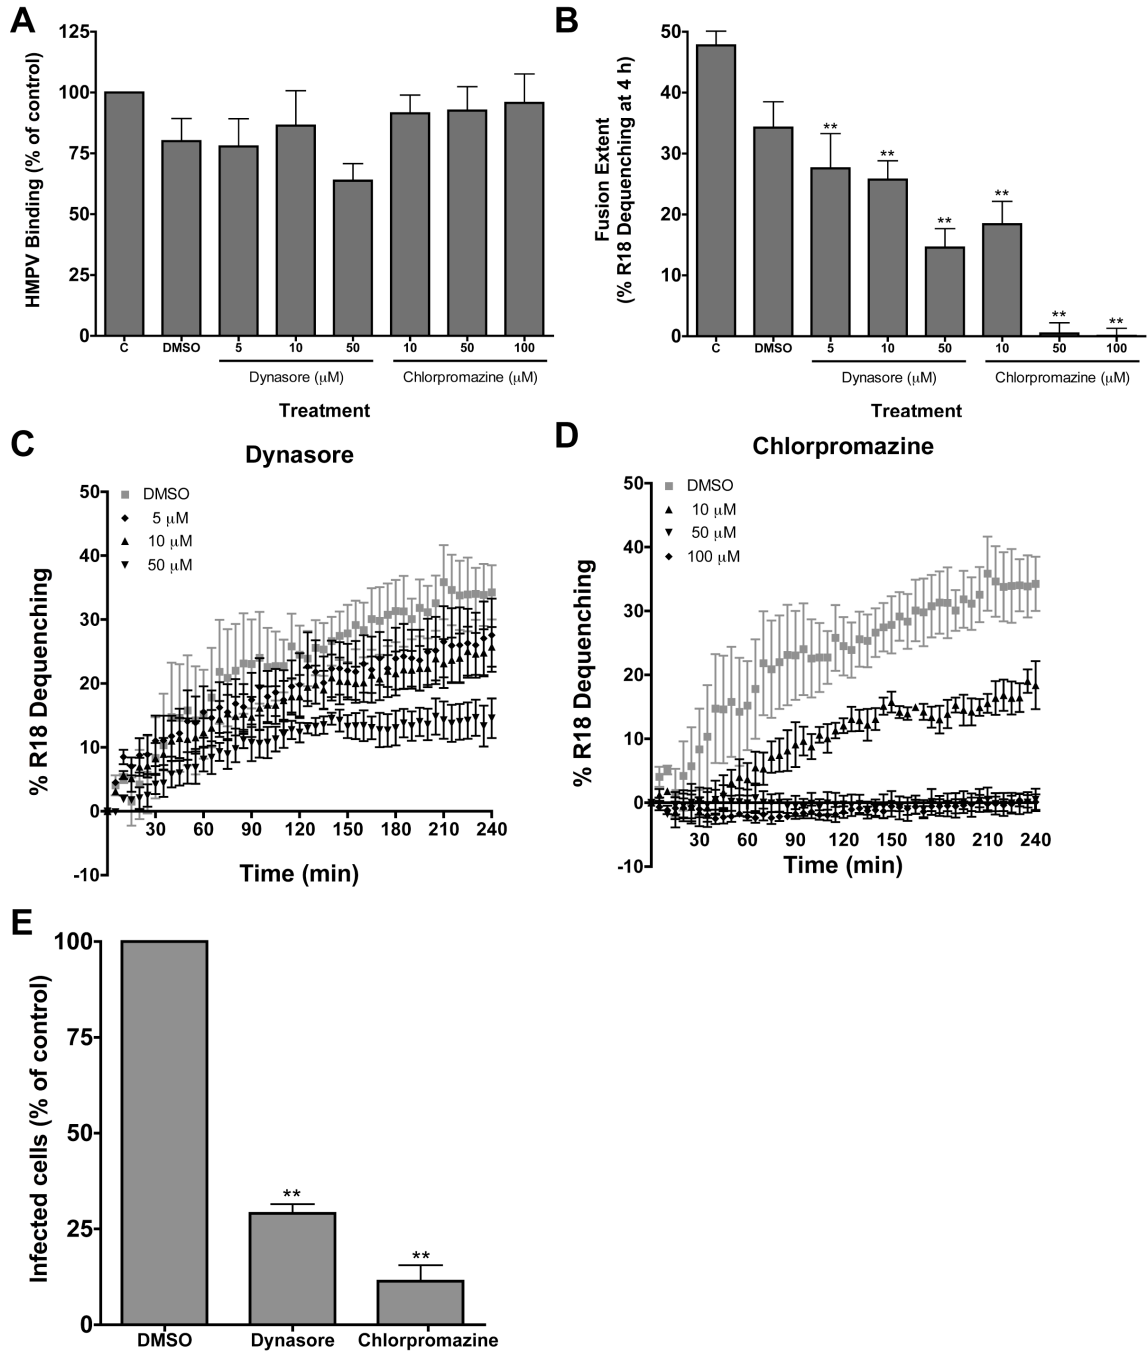 A
HMPV Binding (% of control)
125
100
75
50
25
0
C DMSO 5 10 50 10 50 100
Dynasore (μM) Chlorpromazine (μM)
Treatment
B
Fusion Extent
(% R18 Dequenching at 4 h)
50
40
30
20
10
0
** ** ** ** ** **
C DMSO 5 10 50 10 50 100
Dynasore (μM) Chlorpromazine (μM)
Treatment
C
Dynasore
% R18 Dequenching
50
40
30
20
10
0
-10
DMSO
5 μM
10 μM
50 μM
30 60 90 120 150 180 210 240
Time (min)
D
Chlorpromazine
% R18 Dequenching
50
40
30
20
10
0
-10
DMSO
10 μM
50 μM
100 μM
30 60 90 120 150 180 210 240
Time (min)
E
Infected cells (% of control)
100
75
50
25
0
** **
DMSO Dynasore Chlorpromazine